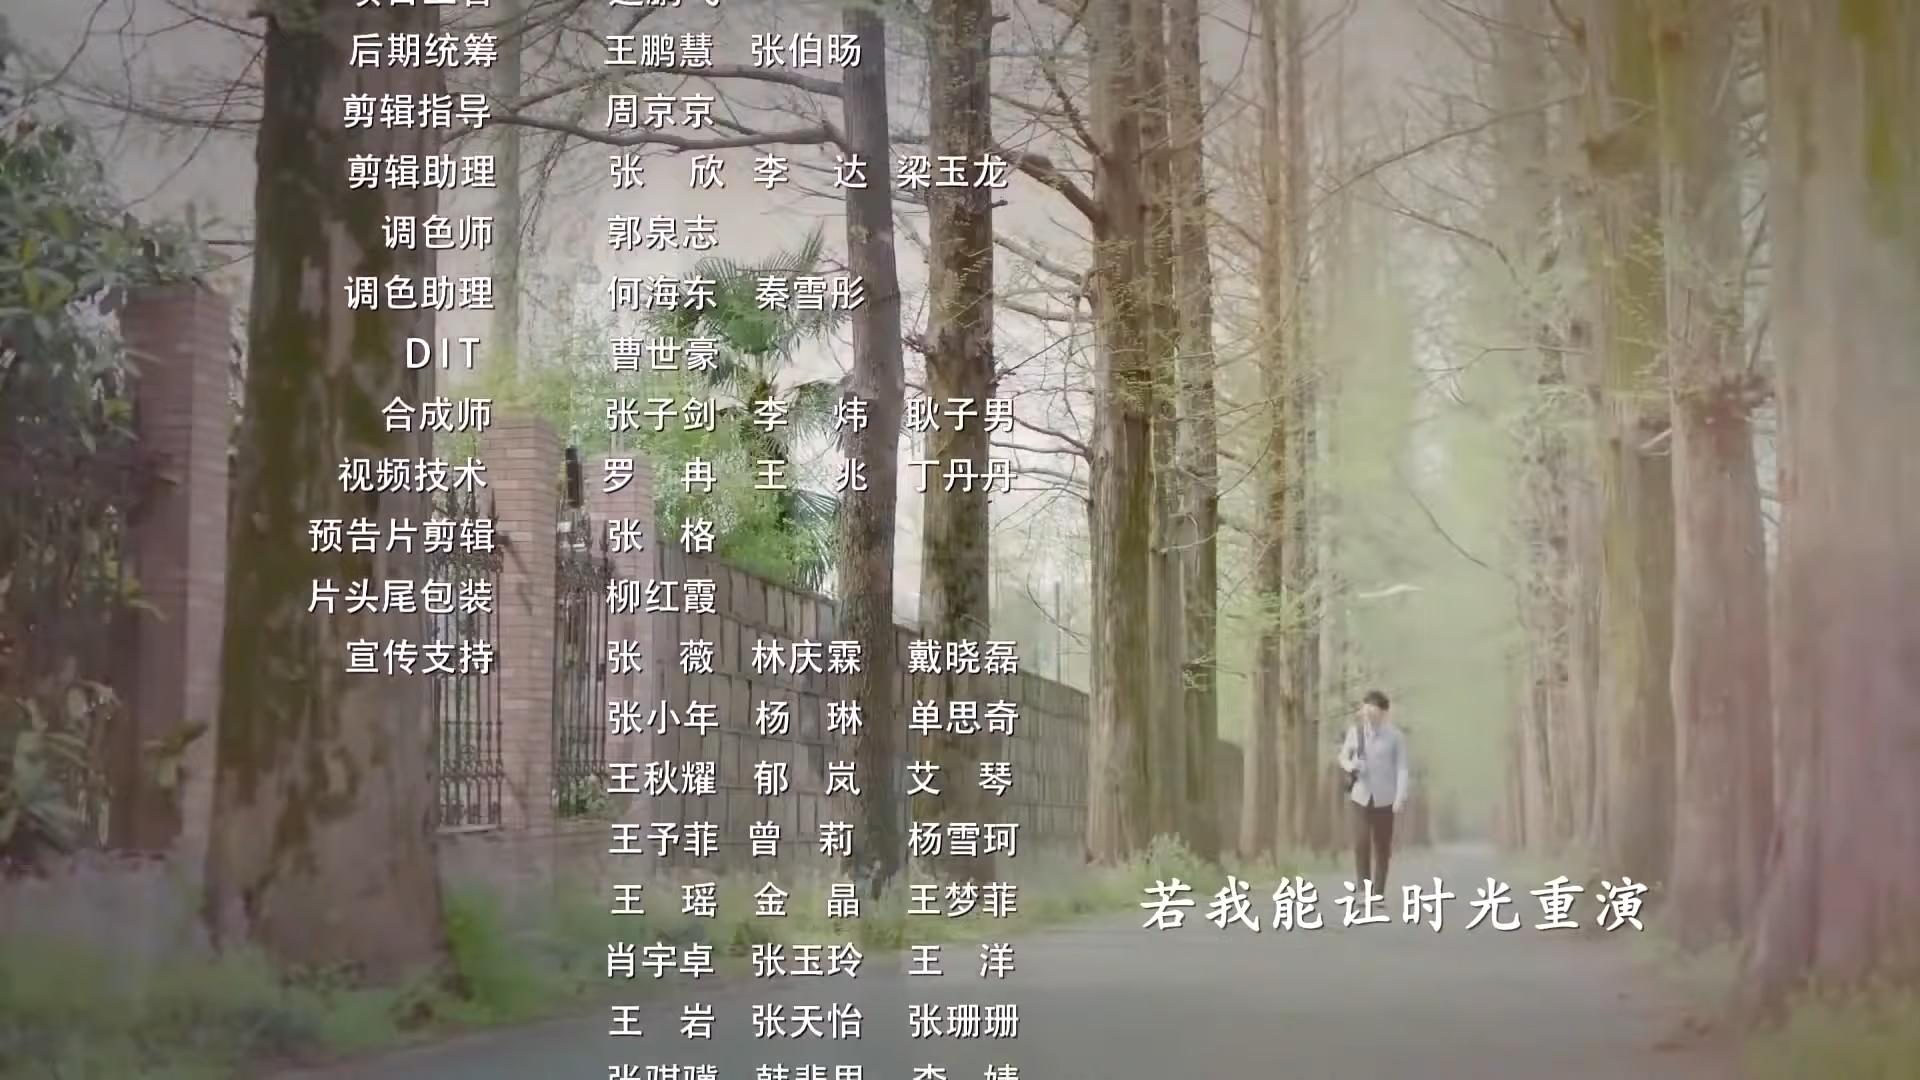 后期统筹 王鹏慧 张伯旸
剪辑指导 周京京
剪辑助理 张欣 李达 梁玉龙
调色师 郭泉志
调色助理 何海东 秦雪彤
DIT 曹世豪
合成师 张子剑 李炜 耿子男
视频技术 罗冉 王兆 丁丹丹
预告片剪辑 张格
片头尾包装 柳红霞
宣传支持 张薇 林庆霖 戴晓磊
张小年 杨琳 单思奇
王秋耀 郁岚 艾琴
王予菲 曾莉 杨雪珂
王瑶 金晶 王梦菲
肖宇卓 张玉玲 王洋
王岩 张天怡 张珊珊
若我能让时光重演